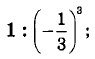 1 : (-1/3)^3;